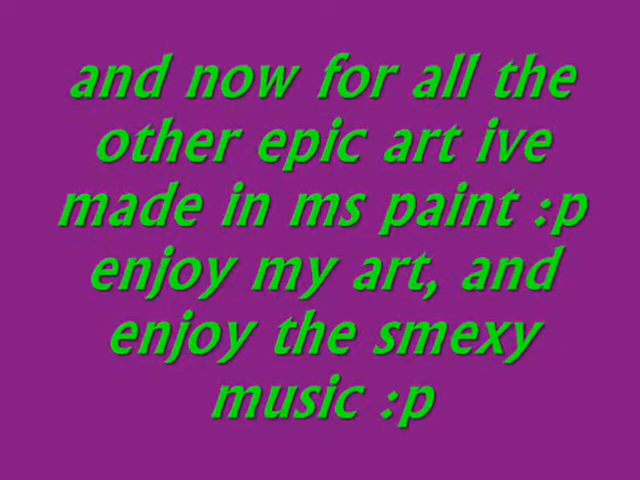 and now for all the
other epic art ive
made in ms paint :p
enjoy my art, and
enjoy the smexy
music :p